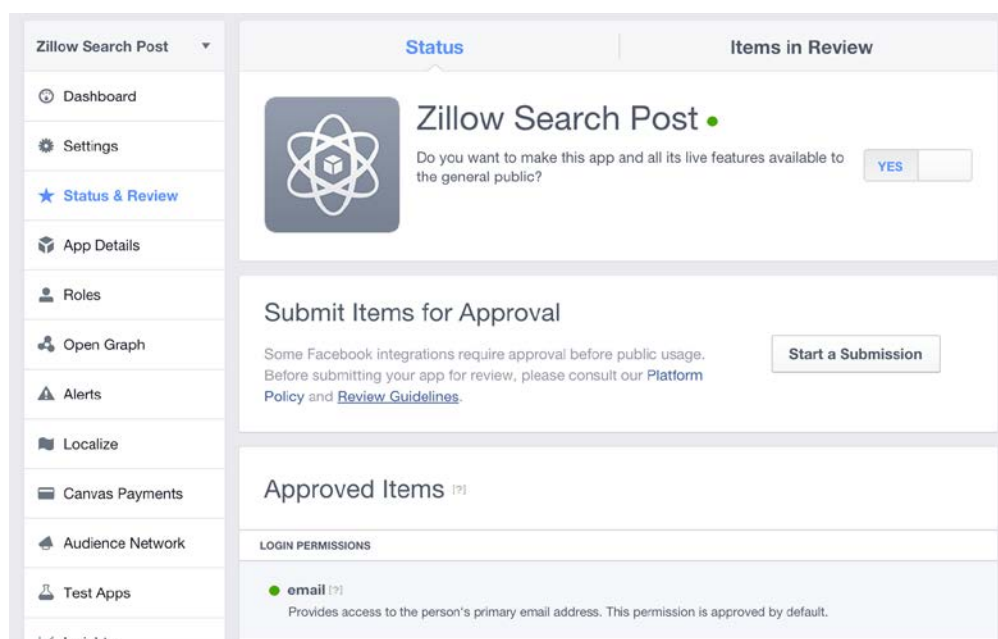 Zillow Search Post
Dashboard
Settings
Status & Review
App Details
Roles
Open Graph
Alerts
Localize
Canvas Payments
Audience Network
Test Apps
Status
Items in Review
Zillow Search Post
Do you want to make this app and all its live features available to
the general public?
YES
Submit Items for Approval
Some Facebook integrations require approval before public usage.
Before submitting your app for review, please consult our Platform
Policy and Review Guidelines.
Start a Submission
Approved Items [?]
LOGIN PERMISSIONS
email [?]
Provides access to the person's primary email address. This permission is approved by default.